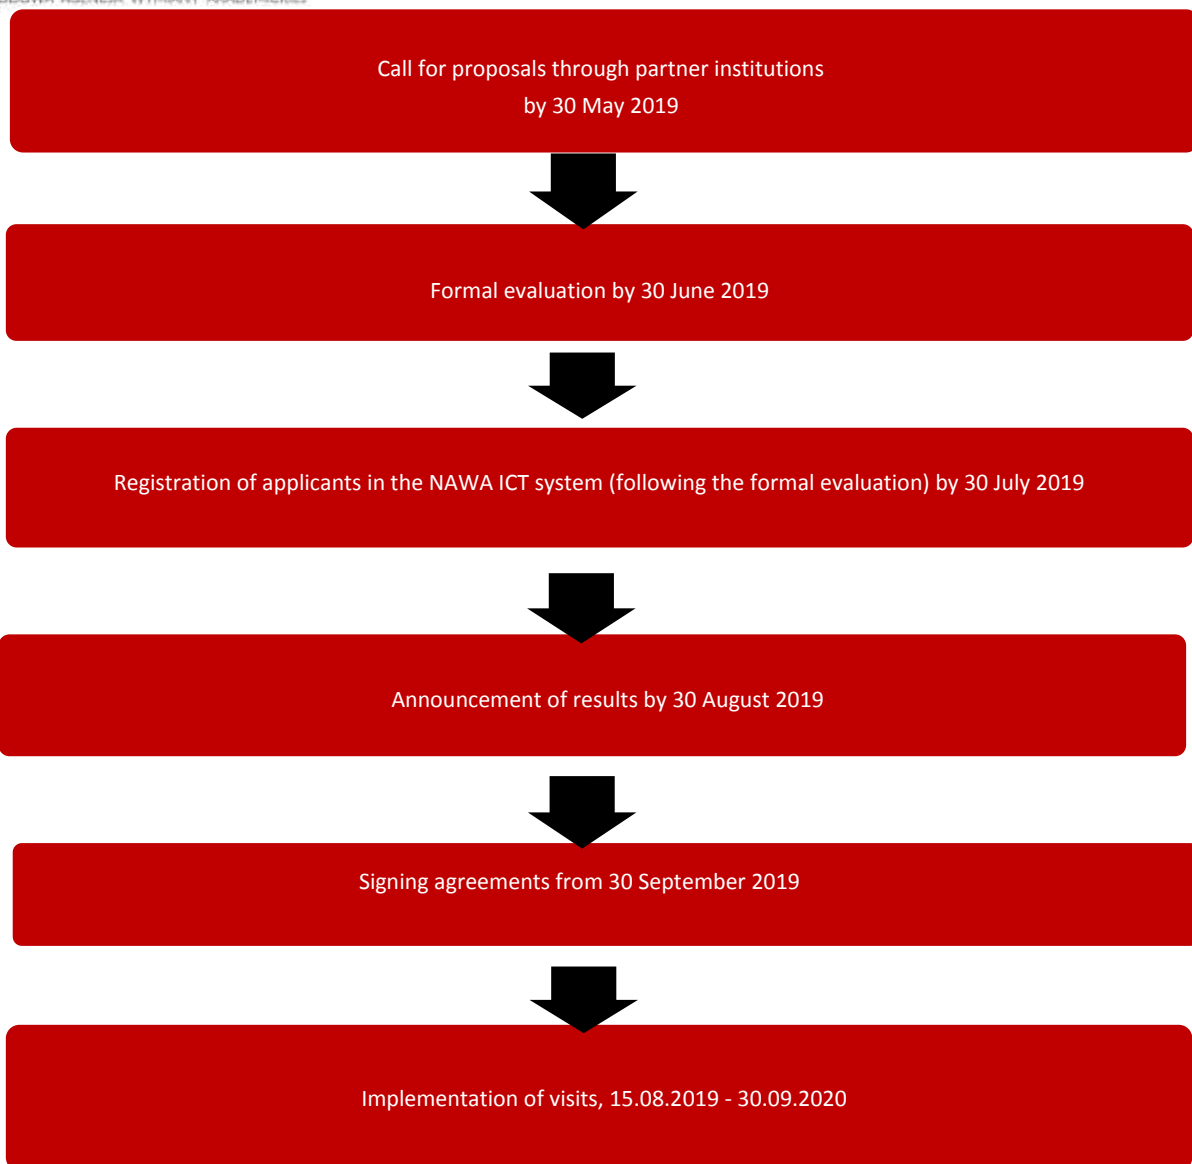 Call for proposals through partner institutions
by 30 May 2019
Formal evaluation by 30 June 2019
Registration of applicants in the NAWA ICT system (following the formal evaluation) by 30 July 2019
Announcement of results by 30 August 2019
Signing agreements from 30 September 2019
Implementation of visits, 15.08.2019 - 30.09.2020